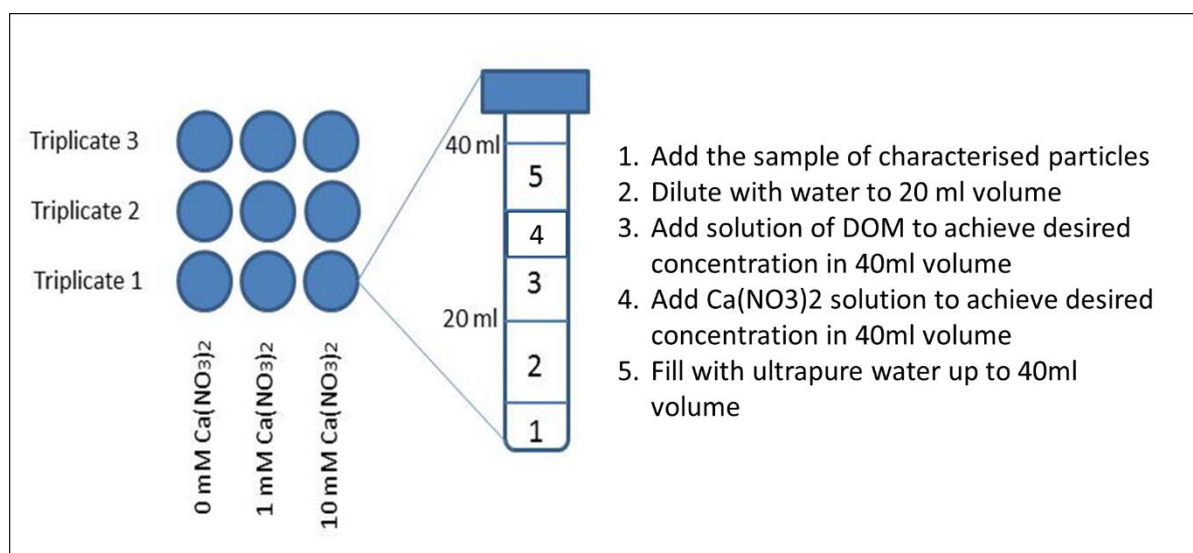 Triplicate 3
Triplicate 2
Triplicate 1
0 mM Ca(NO3)2
1 mM Ca(NO3)2
10 mM Ca(NO3)2
40 ml
20 ml
5
4
3
2
1
1. Add the sample of characterised particles
2. Dilute with water to 20 ml volume
3. Add solution of DOM to achieve desired
concentration in 40ml volume
4. Add Ca(NO3)2 solution to achieve desired
concentration in 40ml volume
5. Fill with ultrapure water up to 40ml
volume